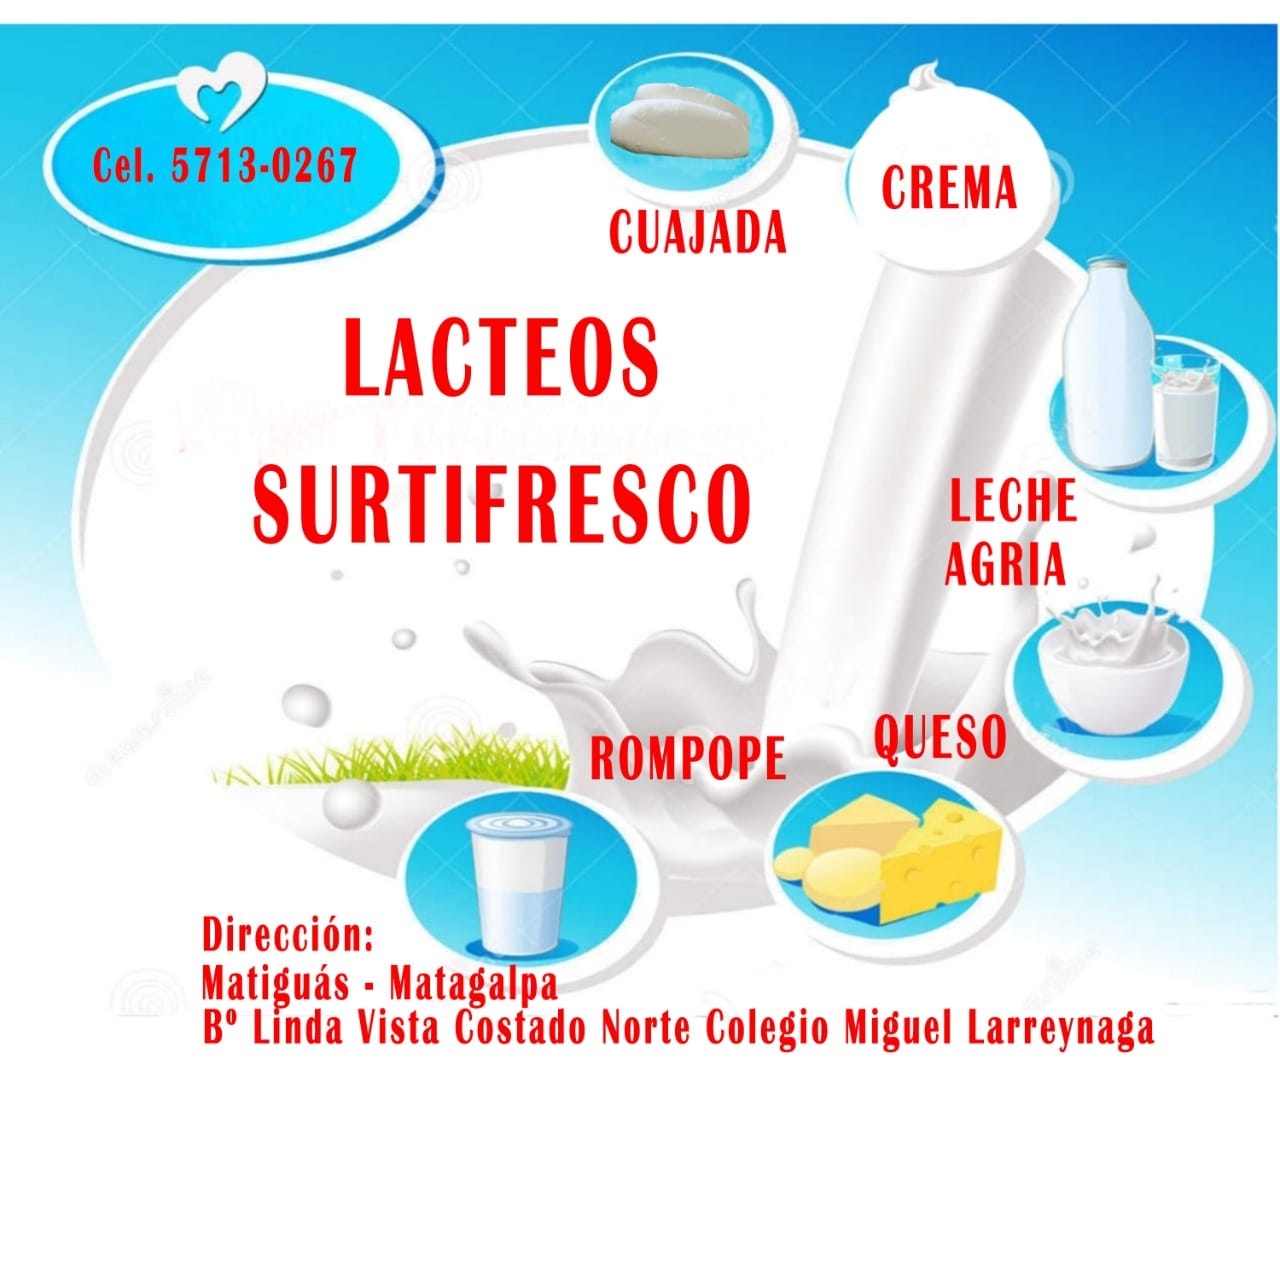 Cel. 5713-0267
CUAJADA
CREMA
LACTEOS
SURTIFRESCO
LECHE
AGRIA
ROMPOPE
QUESO
Dirección:
Matiguás - Matagalpa
Bº Linda Vista Costado Norte Colegio Miguel Larreynaga